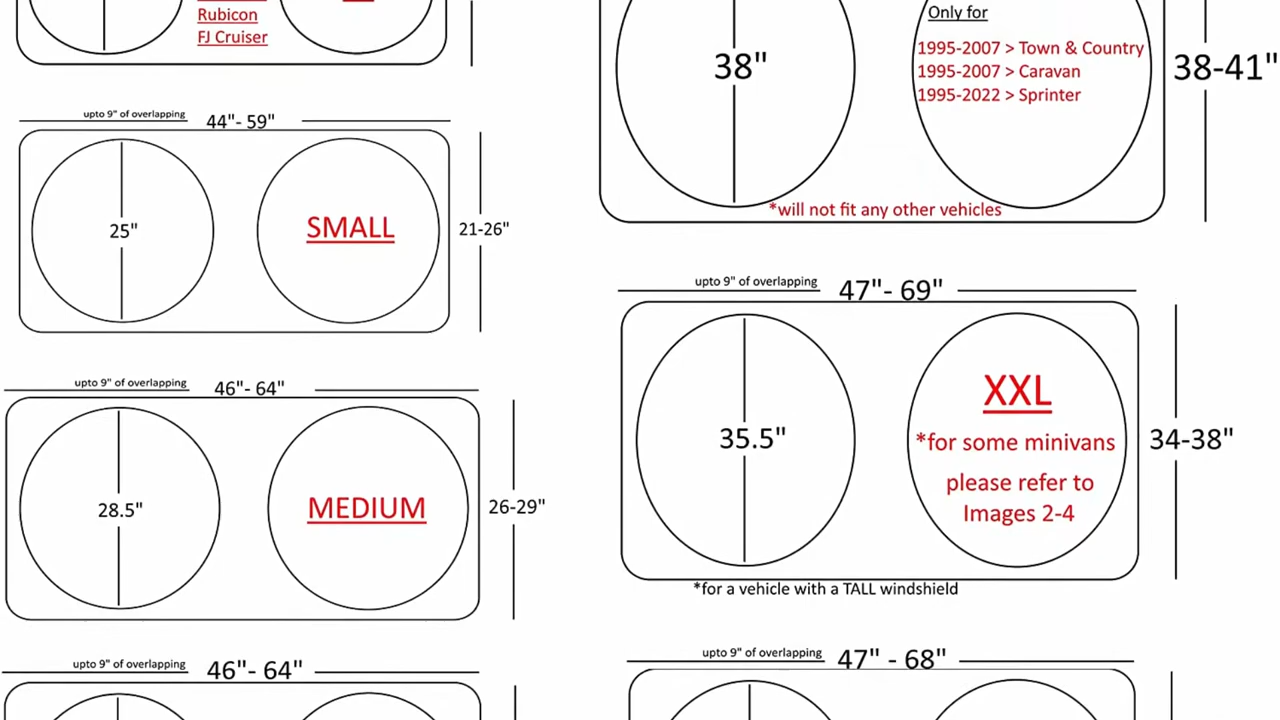 Rubicon
FJ Cruiser
upto 9" of overlapping
44"- 59"
25"
SMALL
21-26"
upto 9" of overlapping
46"- 64"
28.5"
MEDIUM
26-29"
upto 9" of overlapping
46"- 64"
38"
Only for
1995-2007 > Town & Country
1995-2007 > Caravan
1995-2022 > Sprinter
38-41"
*will not fit any other vehicles
upto 9" of overlapping
47"- 69"
35.5"
XXL
*for some minivans
please refer to
Images 2-4
34-38"
*for a vehicle with a TALL windshield
upto 9" of overlapping
47" - 68"